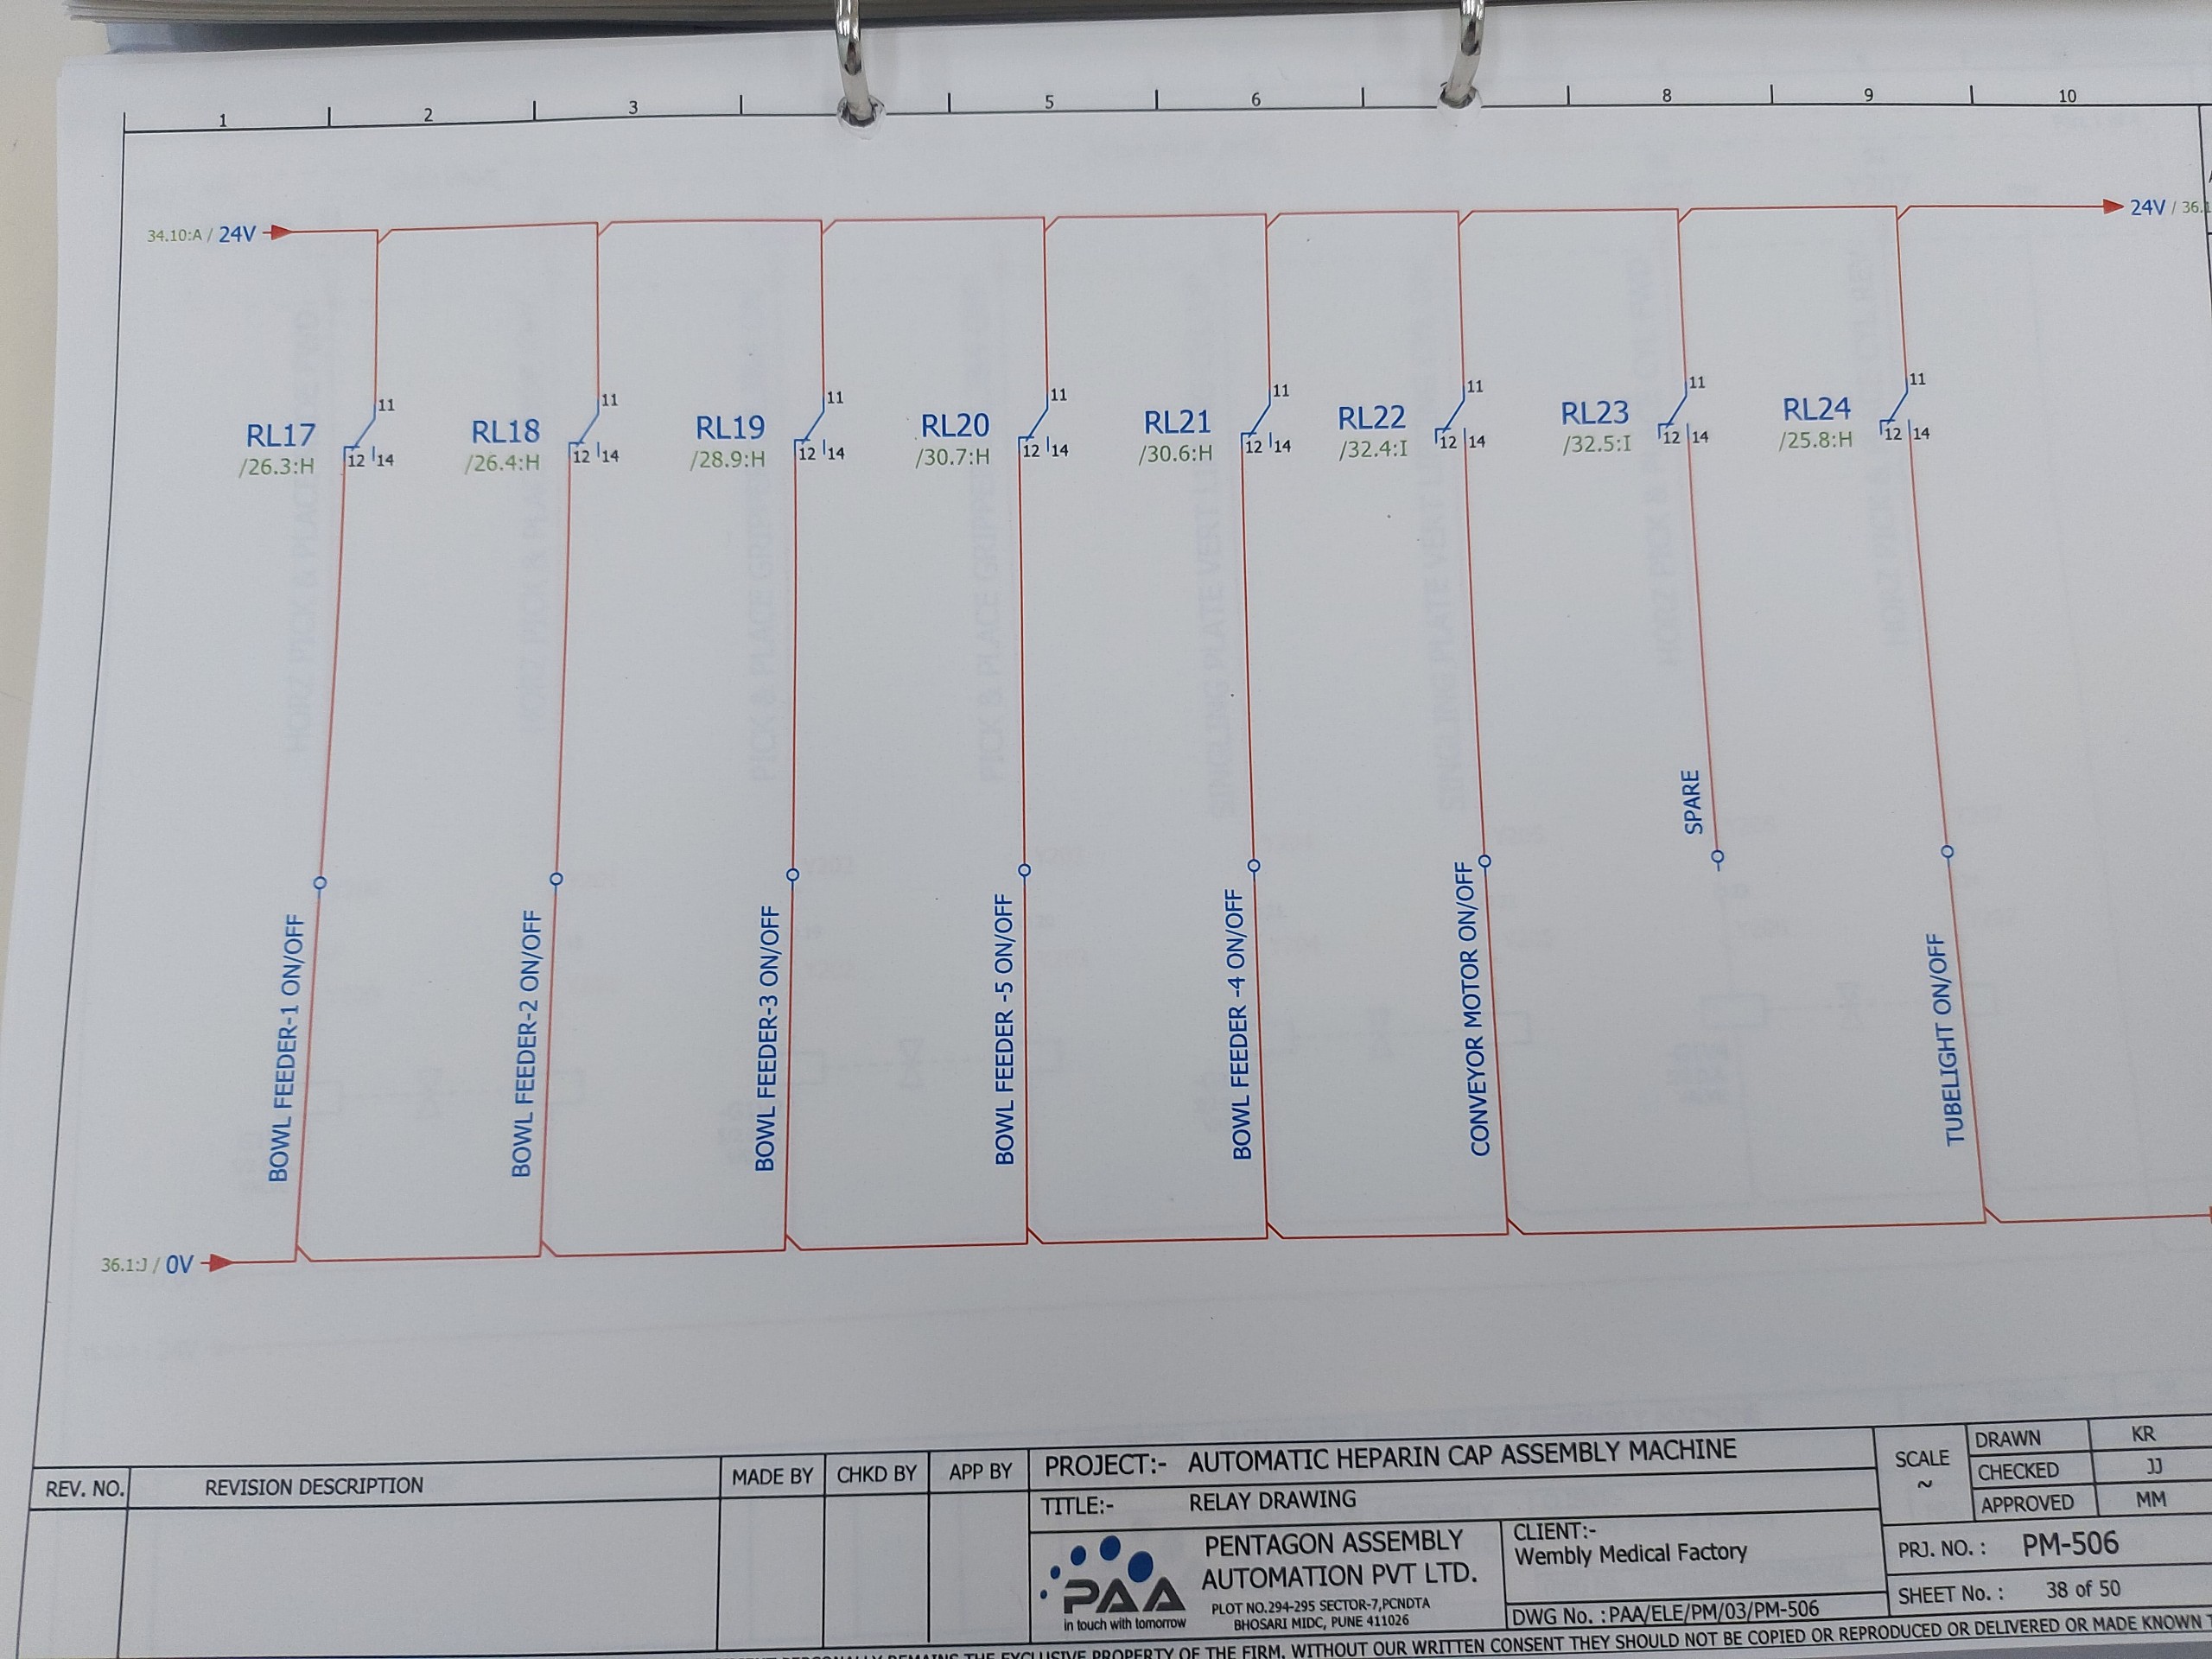 1 2 3 5 6 8 9 10
34.10:A / 24V
24V / 36.1
11 11 11 11 11 11 11 11
RL17 RL18 RL19 RL20 RL21 RL22 RL23 RL24
/26.3:H /26.4:H /28.9:H /30.7:H /30.6:H /32.4:I /32.5:I /25.8:H
12 14 12 14 12 14 12 14 12 14 12 14 12 14 12 14
BOWL FEEDER-1 ON/OFF
BOWL FEEDER-2 ON/OFF
BOWL FEEDER-3 ON/OFF
BOWL FEEDER -5 ON/OFF
BOWL FEEDER -4 ON/OFF
CONVEYOR MOTOR ON/OFF
SPARE
TUBELIGHT ON/OFF
36.1:J / 0V
REV. NO. REVISION DESCRIPTION MADE BY CHKD BY APP BY
PROJECT:- AUTOMATIC HEPARIN CAP ASSEMBLY MACHINE
TITLE:- RELAY DRAWING
PAA
in touch with tomorrow
PENTAGON ASSEMBLY
AUTOMATION PVT LTD.
PLOT NO.294-295 SECTOR-7,PCNDTA
BHOSARI MIDC, PUNE 411026
CLIENT:-
Wembly Medical Factory
DWG No. :PAA/ELE/PM/03/PM-506
SCALE
~
DRAWN KR
CHECKED JJ
APPROVED MM
PRJ. NO. : PM-506
SHEET No. : 38 of 50
PERSONALLY REMAINS THE EXCLUSIVE PROPERTY OF THE FIRM. WITHOUT OUR WRITTEN CONSENT THEY SHOULD NOT BE COPIED OR REPRODUCED OR DELIVERED OR MADE KNOWN